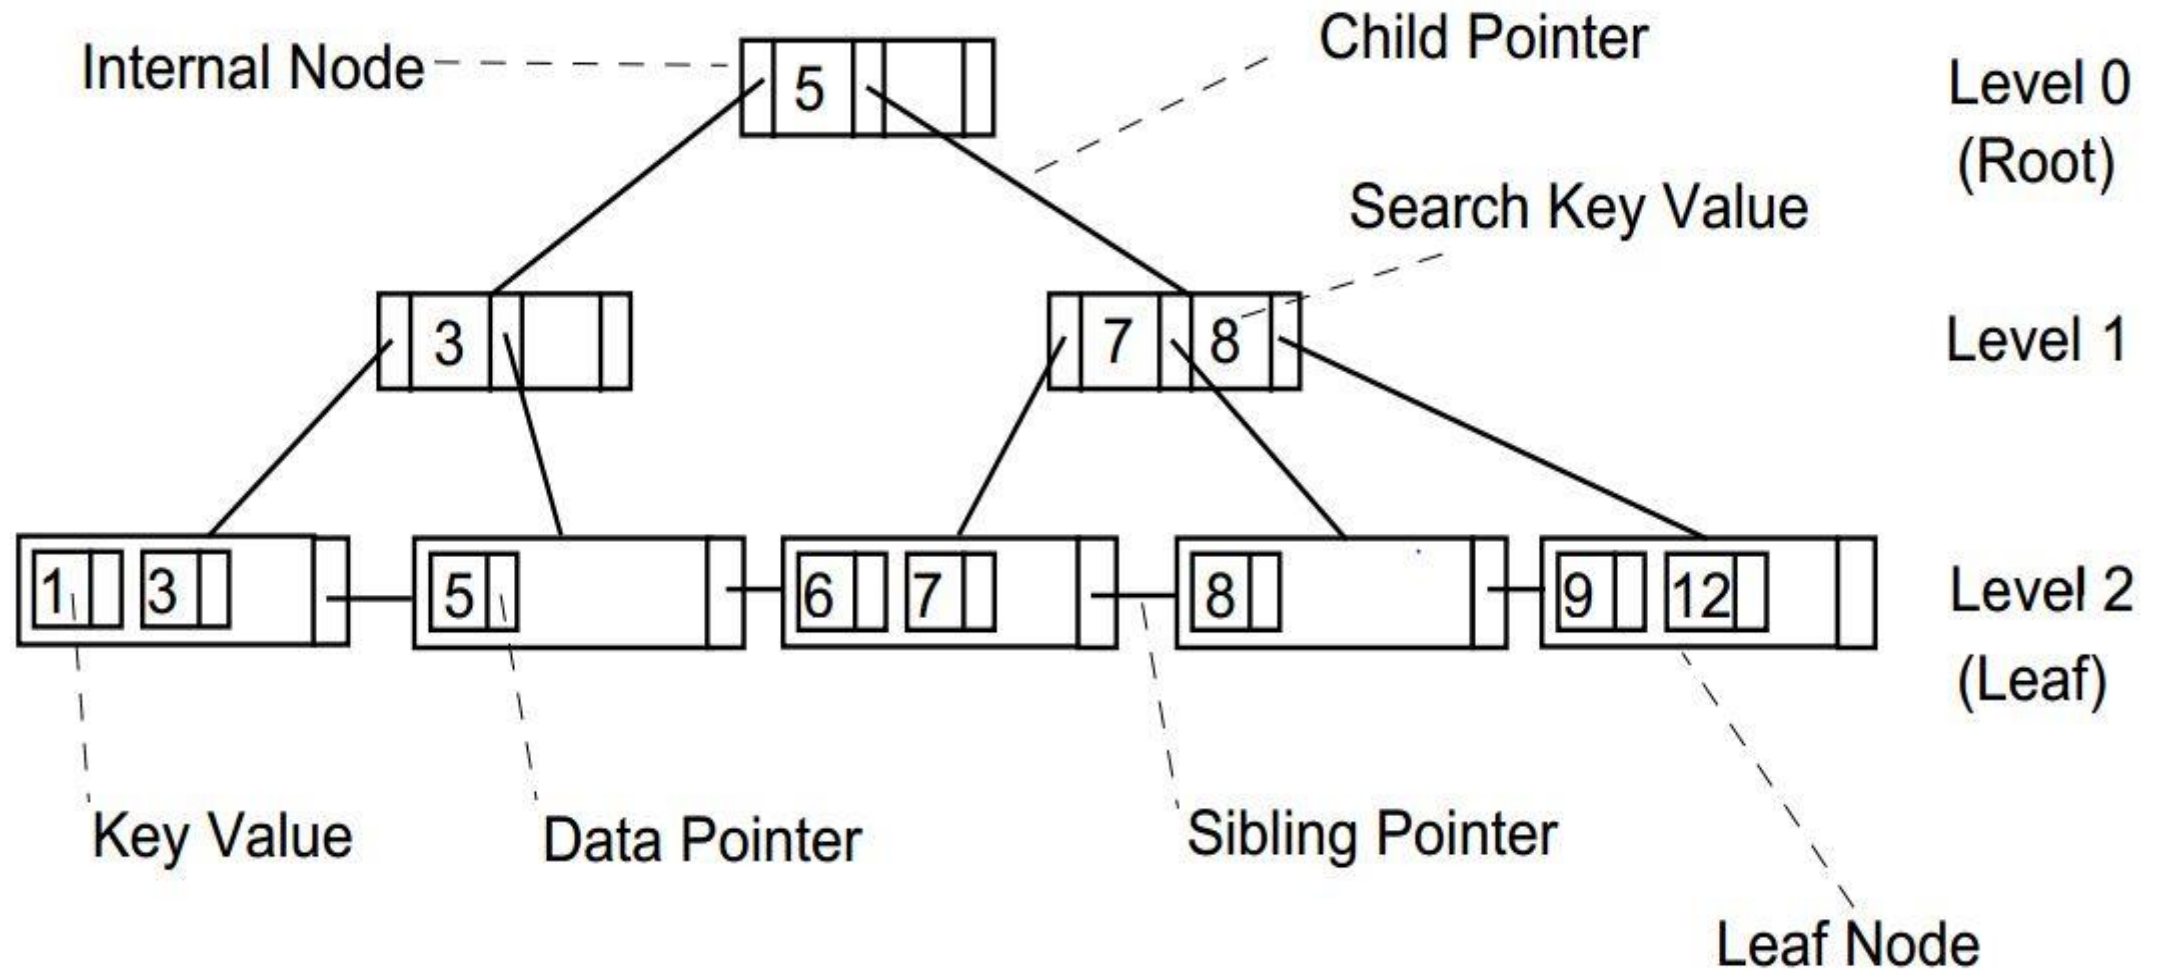 Internal Node
5
Child Pointer
Level 0
(Root)
Search Key Value
3
7 8
Level 1
1 3 5 6 7 8 9 12
Level 2
(Leaf)
Key Value
Data Pointer
Sibling Pointer
Leaf Node